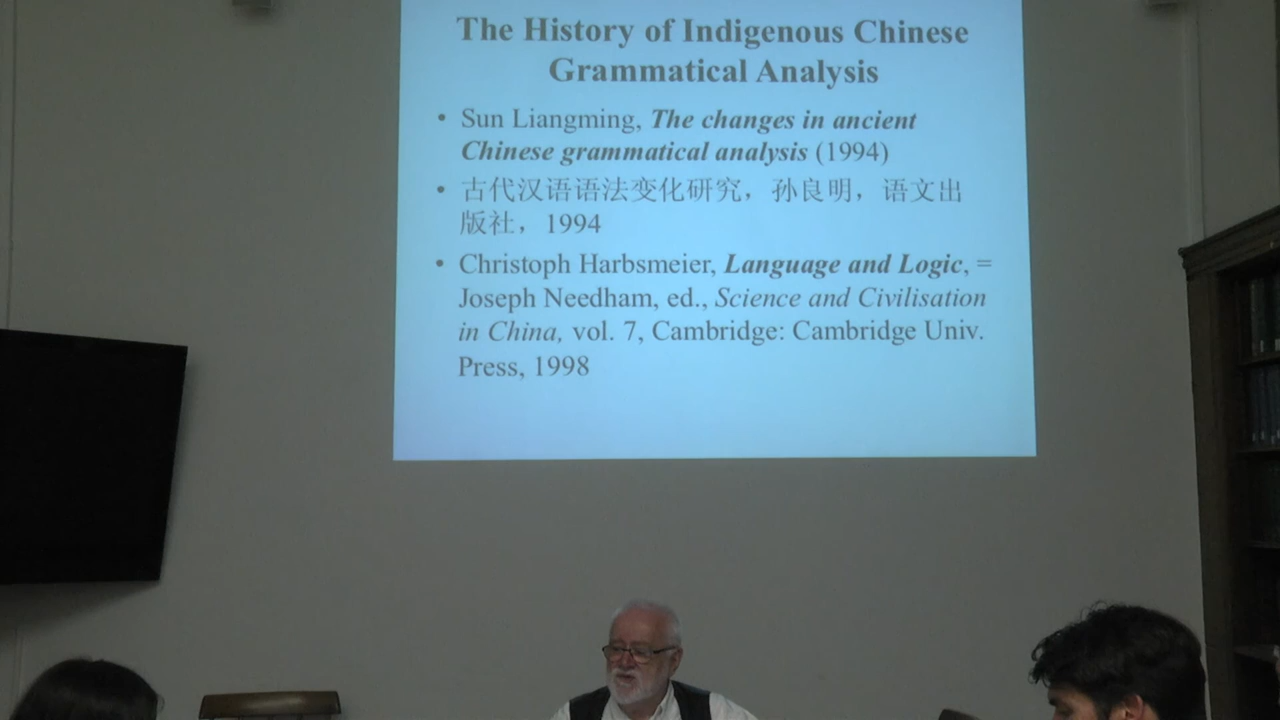 The History of Indigenous Chinese
Grammatical Analysis
• Sun Liangming, The changes in ancient
Chinese grammatical analysis (1994)
• 古代汉语语法变化研究，孙良明，语文出
版社，1994
• Christoph Harbsmeier, Language and Logic, =
Joseph Needham, ed., Science and Civilisation
in China, vol. 7, Cambridge: Cambridge Univ.
Press, 1998